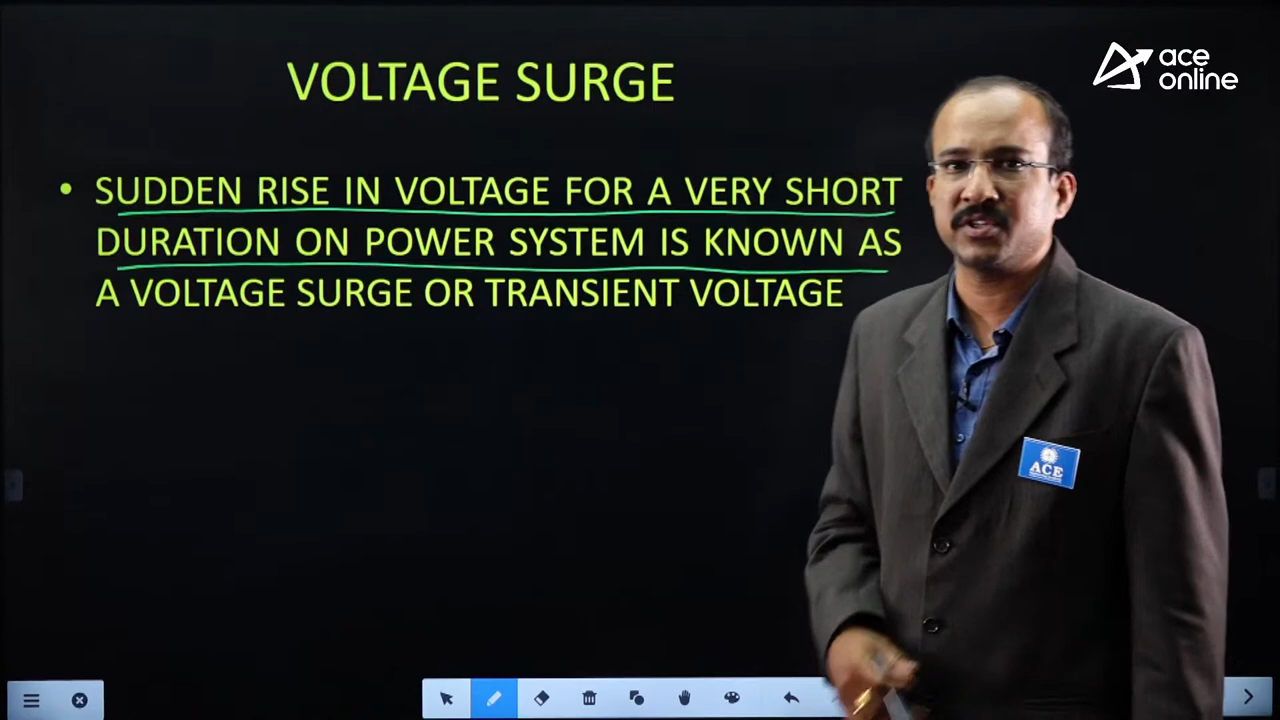 VOLTAGE SURGE
ace
online
• SUDDEN RISE IN VOLTAGE FOR A VERY SHORT
DURATION ON POWER SYSTEM IS KNOWN AS
A VOLTAGE SURGE OR TRANSIENT VOLTAGE
ACE